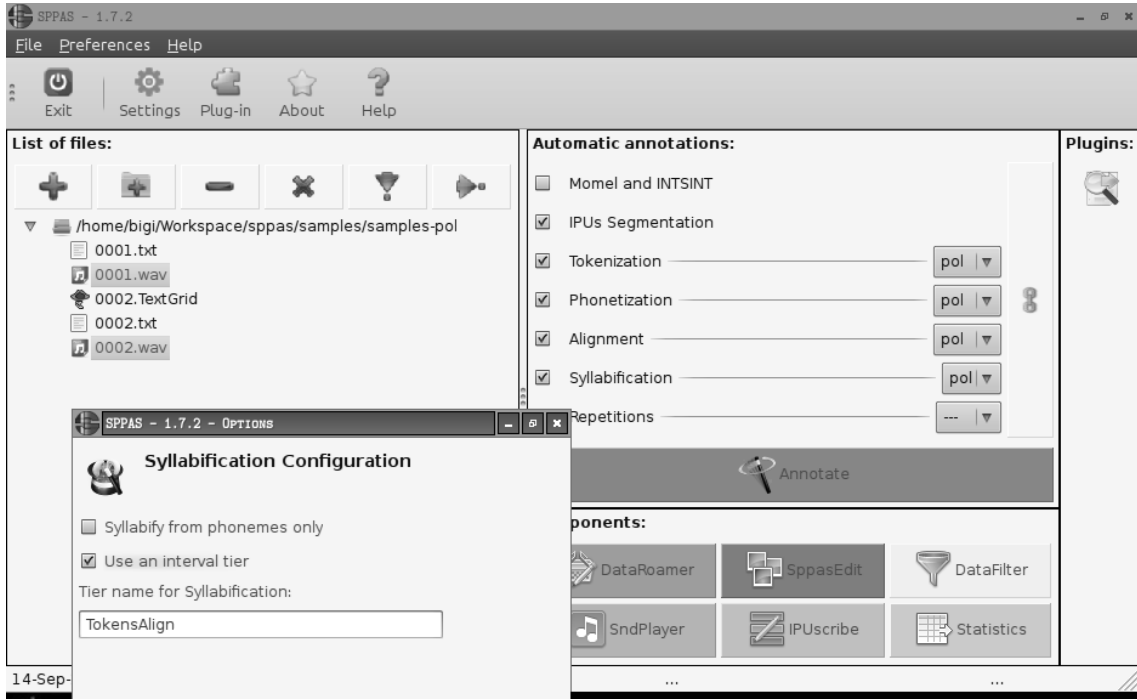 SPPAS - 1.7.2
File Preferences Help
Exit Settings Plug-in About Help
List of files:
/home/bigi/Workspace/sppas/samples/samples-pol
0001.txt
0001.wav
0002.TextGrid
0002.txt
0002.wav
Automatic annotations:
Momel and INTSINT
IPUs Segmentation
Tokenization pol
Phonetization pol
Alignment pol
Syllabification pol
Repetitions ---
Annotate
Plugins:
ponents:
DataRoamer SppasEdit DataFilter
SndPlayer IPUscribe Statistics
SPPAS - 1.7.2 - Options
Syllabification Configuration
Syllabify from phonemes only
Use an interval tier
Tier name for Syllabification:
TokensAlign
14-Sep- ... ...